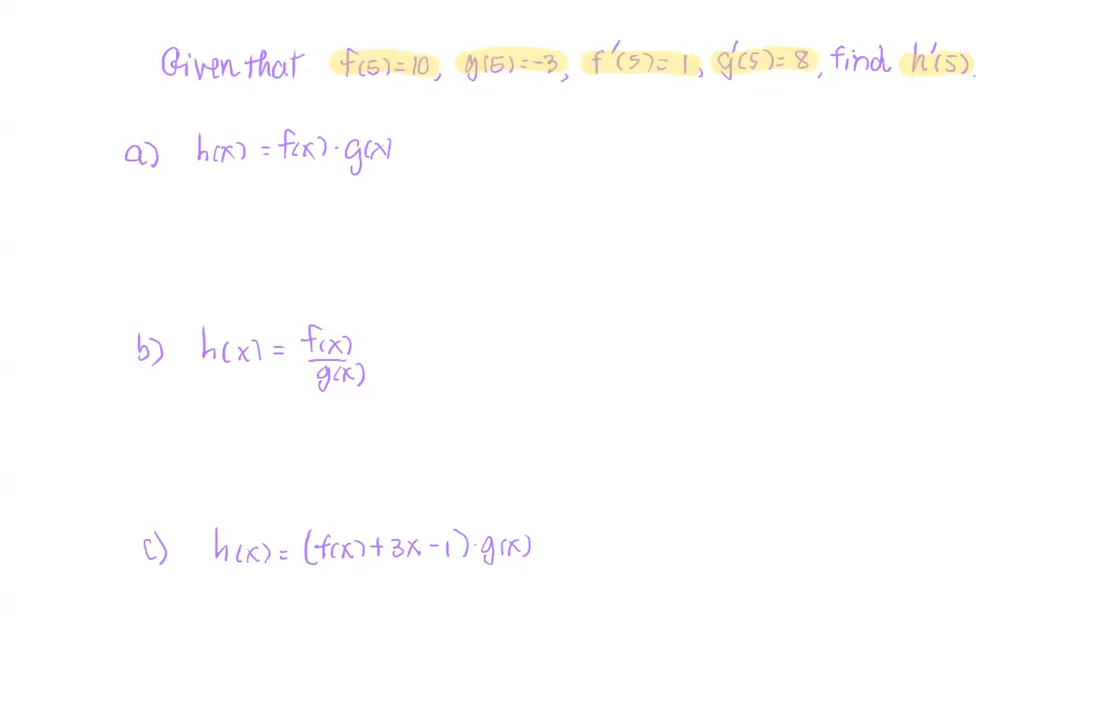 Given that f(5)=10, g(5)=-3, f'(5)=1, g'(5)=8, find h'(5).
a) h(x) = f(x)·g(x)
b) h(x) = f(x)/g(x)
c) h(x) = (f(x)+3x-1)·g(x)